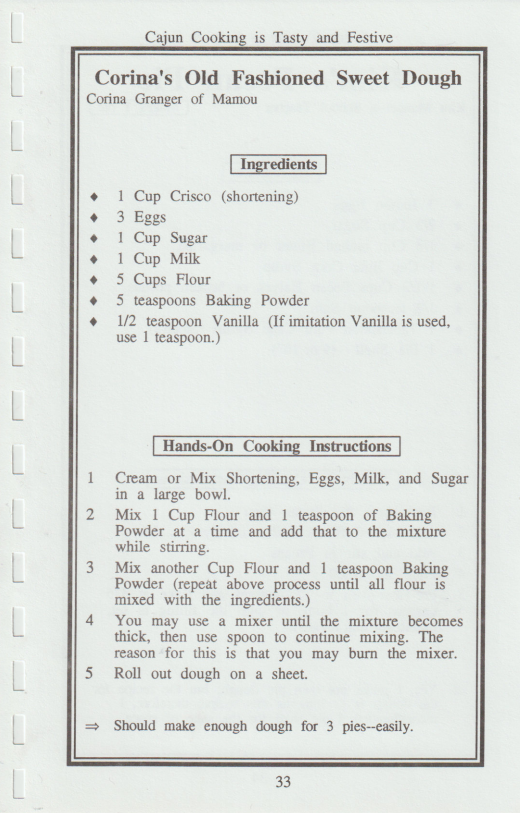 Cajun Cooking is Tasty and Festive
Corina's Old Fashioned Sweet Dough
Corina Granger of Mamou
Ingredients
♦ 1 Cup Crisco (shortening)
♦ 3 Eggs
♦ 1 Cup Sugar
♦ 1 Cup Milk
♦ 5 Cups Flour
♦ 5 teaspoons Baking Powder
♦ 1/2 teaspoon Vanilla (If imitation Vanilla is used,
use 1 teaspoon.)
Hands-On Cooking Instructions
1 Cream or Mix Shortening, Eggs, Milk, and Sugar
in a large bowl.
2 Mix 1 Cup Flour and 1 teaspoon of Baking
Powder at a time and add that to the mixture
while stirring.
3 Mix another Cup Flour and 1 teaspoon Baking
Powder (repeat above process until all flour is
mixed with the ingredients.)
4 You may use a mixer until the mixture becomes
thick, then use spoon to continue mixing. The
reason for this is that you may burn the mixer.
5 Roll out dough on a sheet.
⇒ Should make enough dough for 3 pies--easily.
33